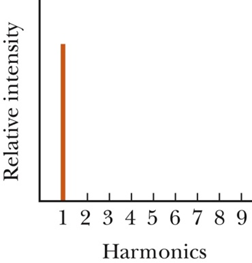 Relative intensity
1 2 3 4 5 6 7 8 9
Harmonics